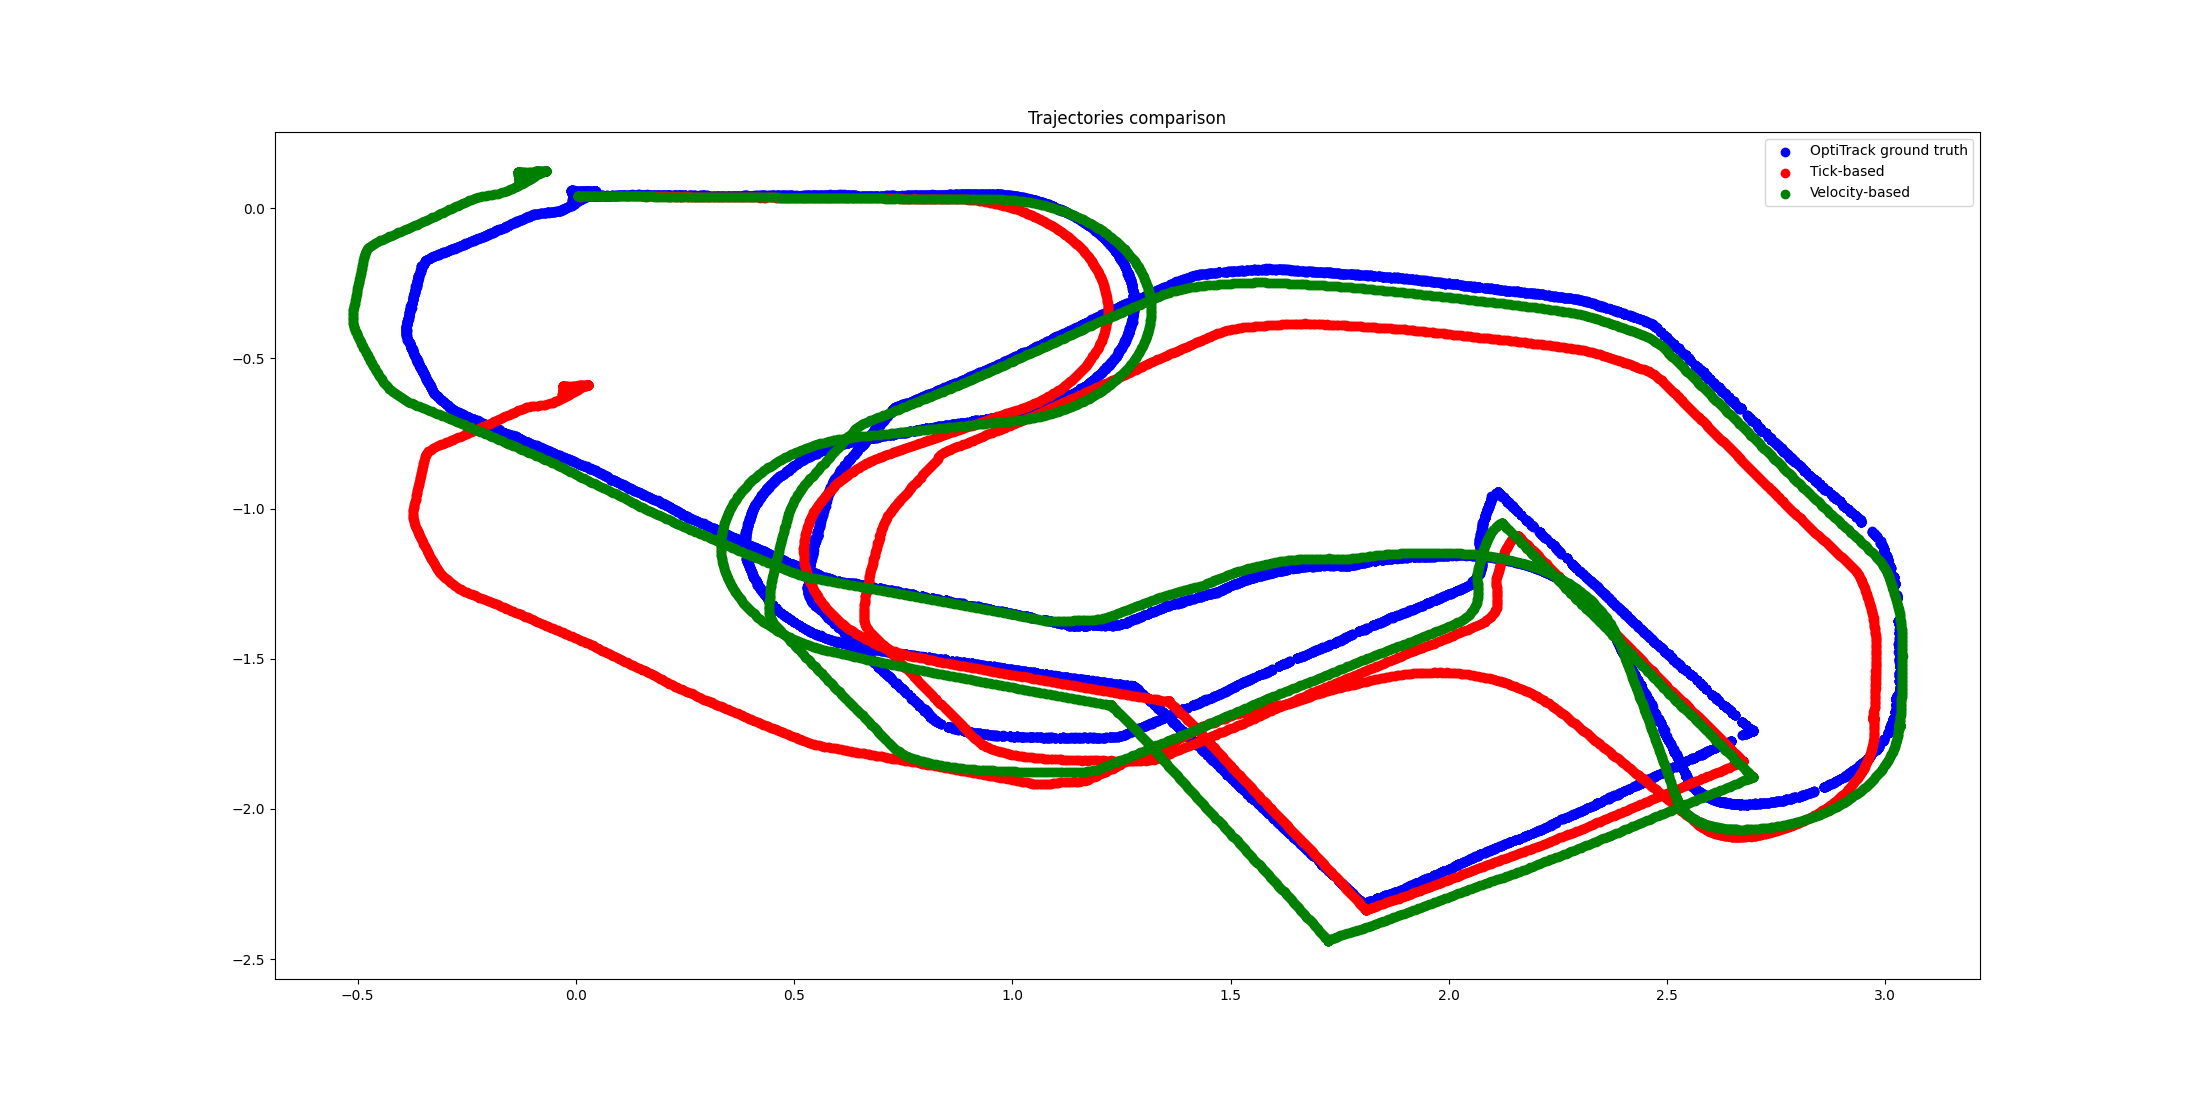 Trajectories comparison
OptiTrack ground truth
Tick-based
Velocity-based
0.0
−0.5
−1.0
−1.5
−2.0
−2.5
−0.5 0.0 0.5 1.0 1.5 2.0 2.5 3.0